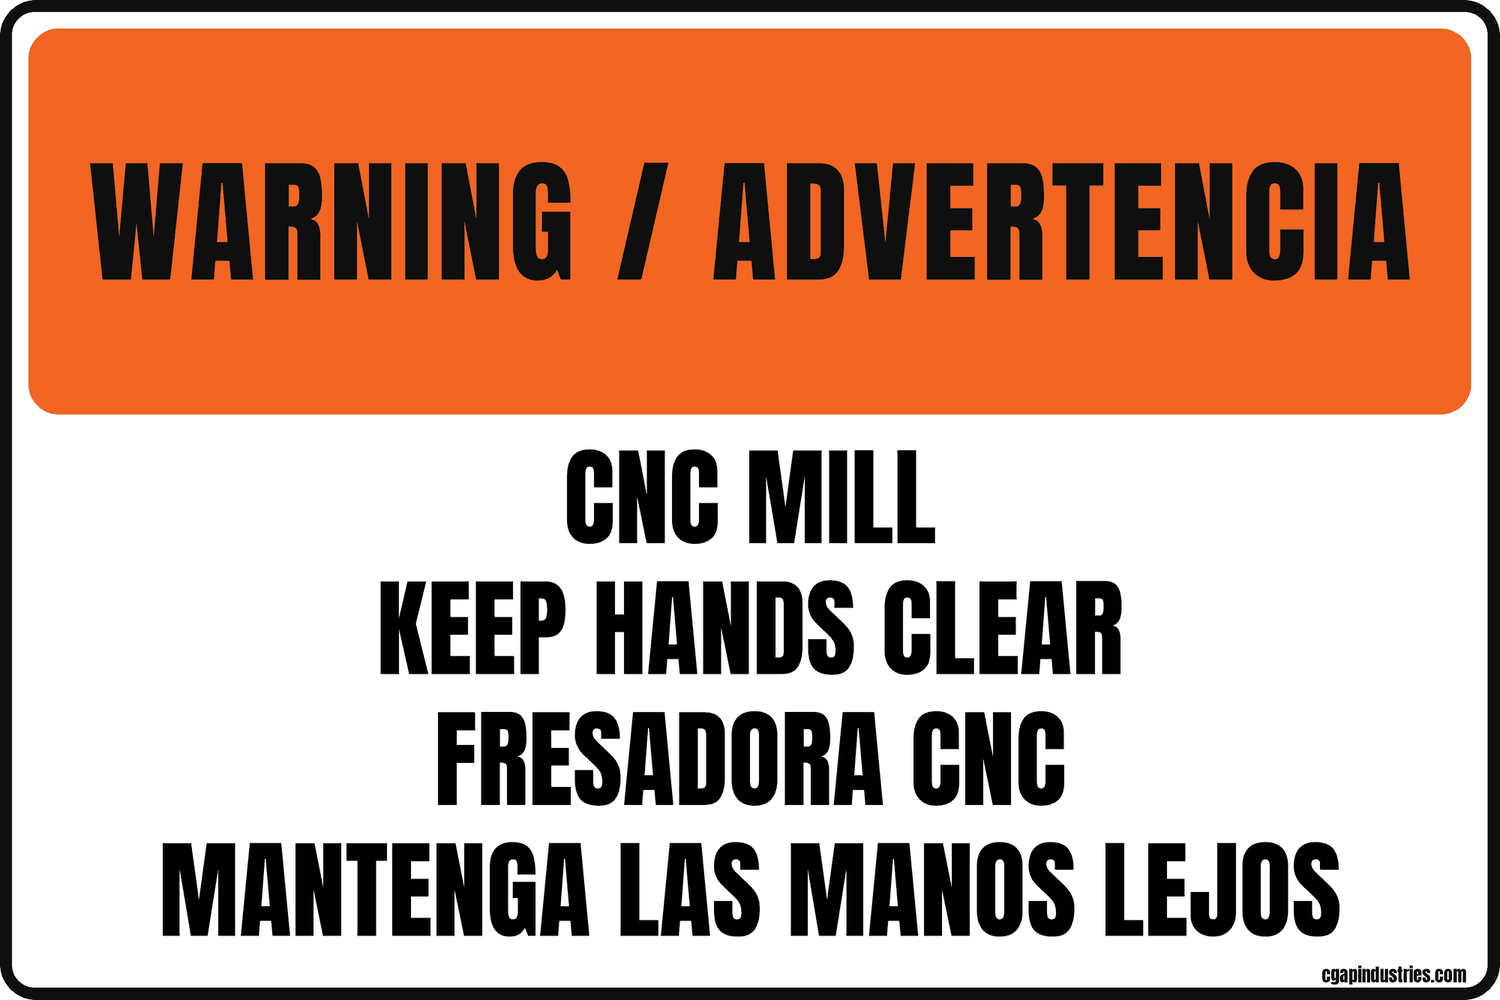 WARNING / ADVERTENCIA
CNC MILL
KEEP HANDS CLEAR
FRESADORA CNC
MANTENGA LAS MANOS LEJOS
cgapindustries.com